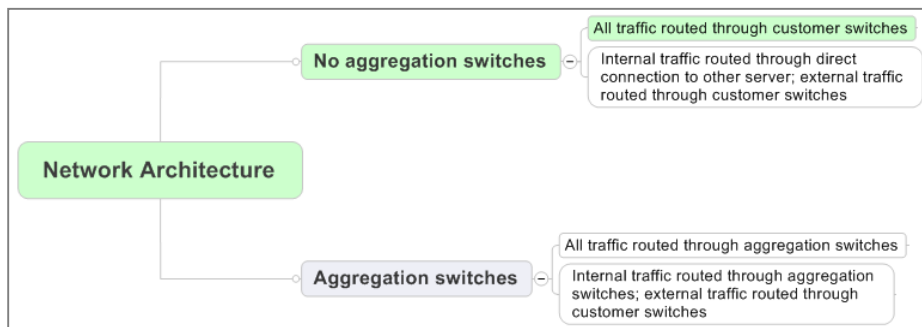 All traffic routed through customer switches
No aggregation switches
Internal traffic routed through direct
connection to other server; external traffic
routed through customer switches
Network Architecture
All traffic routed through aggregation switches
Aggregation switches
Internal traffic routed through aggregation
switches; external traffic routed through
customer switches